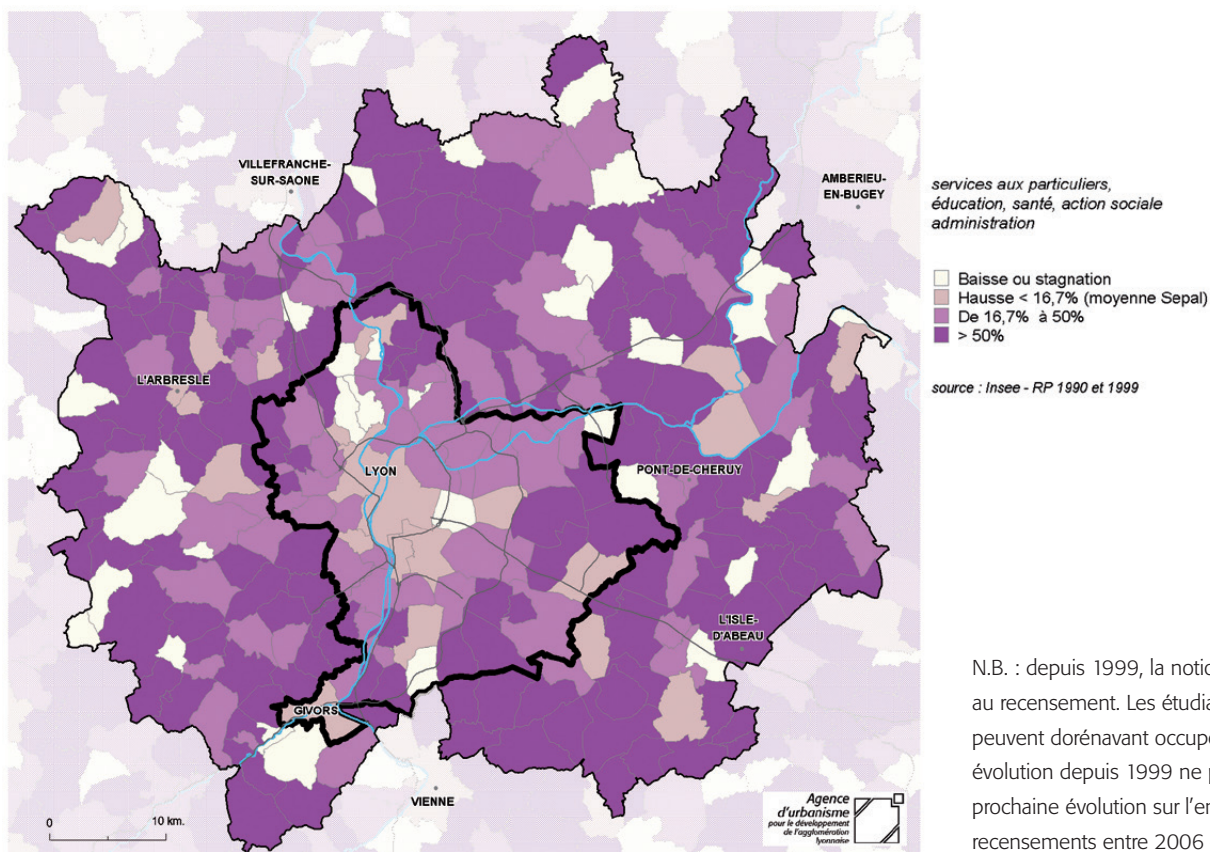 VILLEFRANCHE-
SUR-SAONE
AMBERIEU-
EN-BUGEY
L'ARBRESLE
LYON
PONT-DE-CHERUY
L'ISLE-
D'ABEAU
GIVORS
VIENNE
0 10 km.
Agence
d'urbanisme
pour le développement
de l'agglomération
lyonnaise
services aux particuliers,
éducation, santé, action sociale
administration
Baisse ou stagnation
Hausse < 16,7% (moyenne Sepal)
De 16,7% à 50%
> 50%
source : Insee - RP 1990 et 1999
N.B. : depuis 1999, la notio
au recensement. Les étudia
peuvent dorénavant occupe
évolution depuis 1999 ne p
prochaine évolution sur l'en
recensements entre 2006